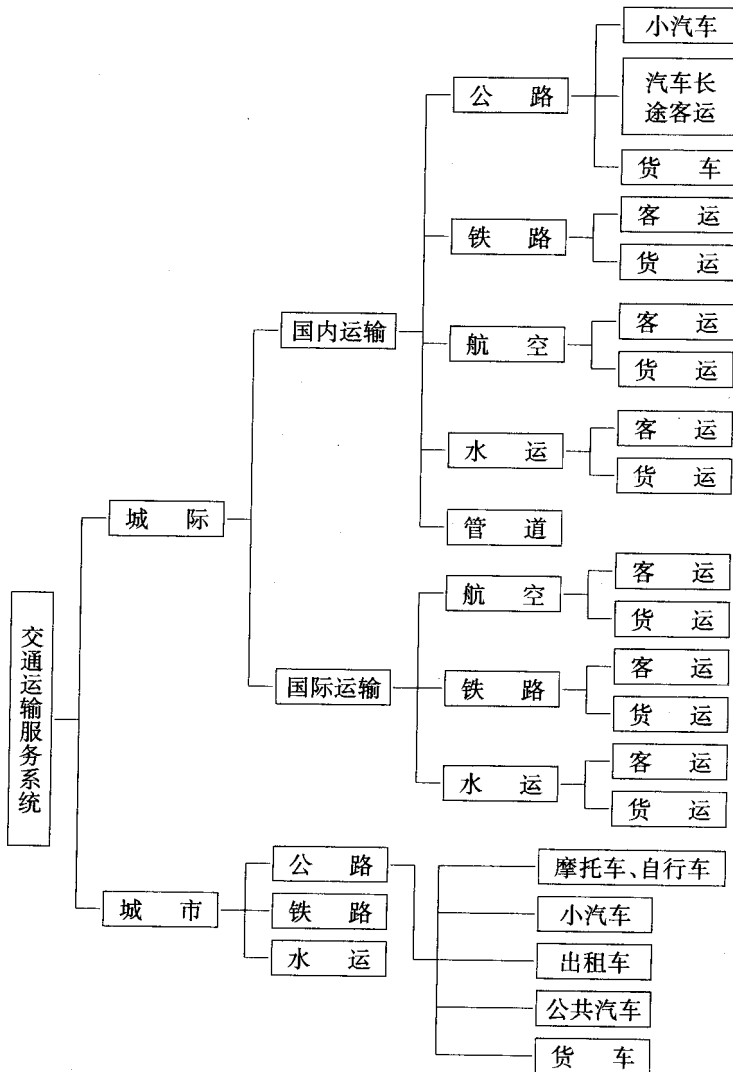 小汽车
公路
汽车长
途客运
货车
铁路
客运
货运
国内运输
航空
客运
货运
水运
客运
货运
城际
管道
航空
客运
货运
交通运输服务系统
国际运输
铁路
客运
货运
水运
客运
货运
城市
公路
铁路
水运
摩托车、自行车
小汽车
出租车
公共汽车
货车